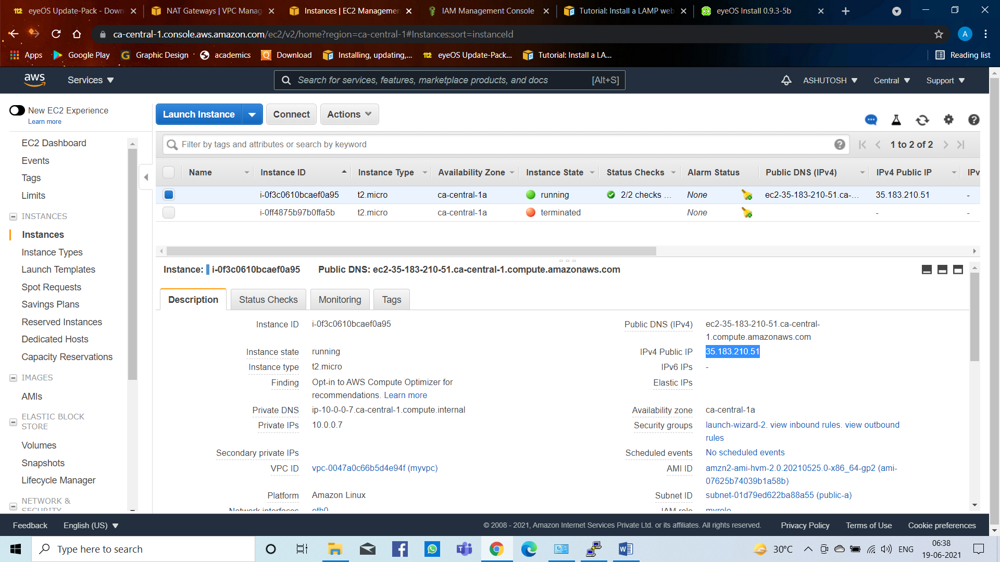 eyeOS Update-Pack - Down
NAT Gateways | VPC Manag
Instances | EC2 Managemen
IAM Management Console
Tutorial: Install a LAMP web
eyeOS Install 0.9.3-5b
ca-central-1.console.aws.amazon.com/ec2/v2/home?region=ca-central-1#Instances:sort=instanceId
A
Apps
Google Play
Graphic Design
academics
Download
Installing, updating,...
eyeOS Update-Pack...
Tutorial: Install a LA...
Reading list
aws
Services
Search for services, features, marketplace products, and docs
[Alt+S]
ASHUTOSH
Central
Support
New EC2 Experience
Learn more
EC2 Dashboard
Events
Tags
Limits
INSTANCES
Instances
Instance Types
Launch Templates
Spot Requests
Savings Plans
Reserved Instances
Dedicated Hosts
Capacity Reservations
IMAGES
AMIs
ELASTIC BLOCK
STORE
Volumes
Snapshots
Lifecycle Manager
NETWORK &
SECURITY
Launch Instance
Connect
Actions
Filter by tags and attributes or search by keyword
1 to 2 of 2
Name Instance ID Instance Type Availability Zone Instance State Status Checks Alarm Status Public DNS (IPv4) IPv4 Public IP IPv
i-0f3c0610bcaef0a95 t2.micro ca-central-1a running 2/2 checks ... None ec2-35-183-210-51.ca-... 35.183.210.51 -
i-0ff4875b97b0ffa5b t2.micro ca-central-1a terminated None - -
Instance: i-0f3c0610bcaef0a95 Public DNS: ec2-35-183-210-51.ca-central-1.compute.amazonaws.com
Description
Status Checks
Monitoring
Tags
Instance ID i-0f3c0610bcaef0a95
Instance state running
Instance type t2.micro
Finding Opt-in to AWS Compute Optimizer for
recommendations. Learn more
Private DNS ip-10-0-0-7.ca-central-1.compute.internal
Private IPs 10.0.0.7
Secondary private IPs
VPC ID vpc-0047a0c66b5d4e94f (myvpc)
Platform Amazon Linux
Network interfaces eth0
Public DNS (IPv4) ec2-35-183-210-51.ca-central-
1.compute.amazonaws.com
IPv4 Public IP 35.183.210.51
IPv6 IPs -
Elastic IPs
Availability zone ca-central-1a
Security groups launch-wizard-2. view inbound rules. view outbound
rules
Scheduled events No scheduled events
AMI ID amzn2-ami-hvm-2.0.20210525.0-x86_64-gp2 (ami-
07625b74039b1a58b)
Subnet ID subnet-01d79ed622ba88a55 (public-a)
IAM role myrole
Feedback
English (US)
© 2008 - 2021, Amazon Internet Services Private Ltd. or its affiliates. All rights reserved.
Privacy Policy
Terms of Use
Cookie preferences
Type here to search
30°C
ENG
06:38
19-06-2021